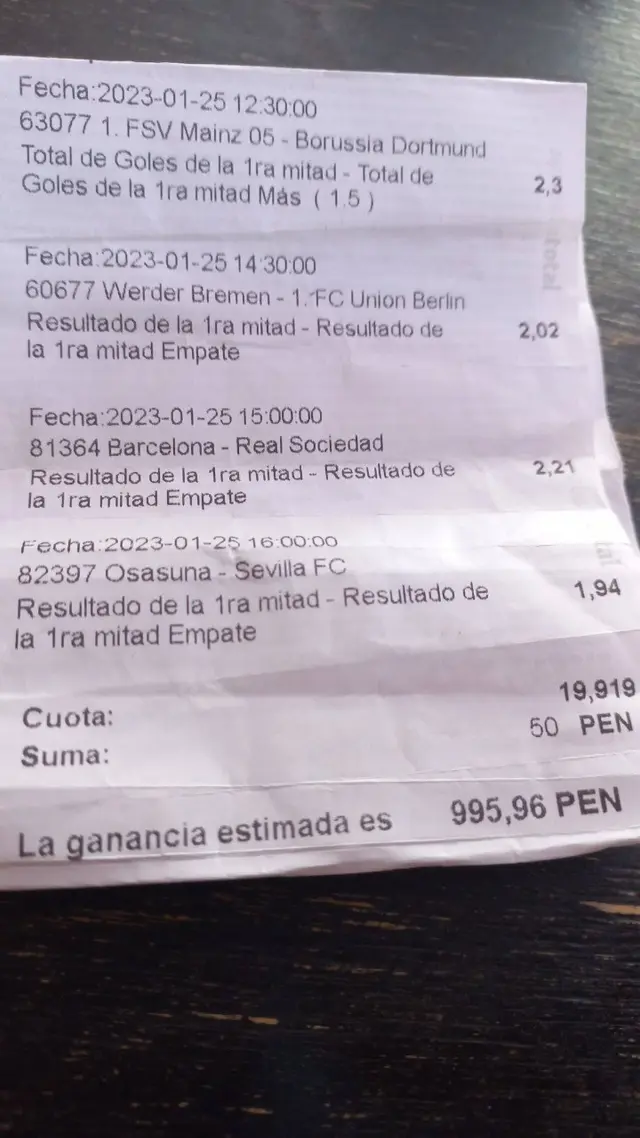 Fecha:2023-01-25 12:30:00
63077 1. FSV Mainz 05 - Borussia Dortmund
Total de Goles de la 1ra mitad - Total de
Goles de la 1ra mitad Más ( 1.5 )
2,3
Fecha:2023-01-25 14:30:00
60677 Werder Bremen - 1. FC Union Berlin
Resultado de la 1ra mitad - Resultado de
la 1ra mitad Empate
2,02
Fecha:2023-01-25 15:00:00
81364 Barcelona - Real Sociedad
Resultado de la 1ra mitad - Resultado de
la 1ra mitad Empate
2,21
Fecha:2023-01-25 16:00:00
82397 Osasuna - Sevilla FC
Resultado de la 1ra mitad - Resultado de
la 1ra mitad Empate
1,94
Cuota: 19,919
Suma: 50 PEN
La ganancia estimada es 995,96 PEN